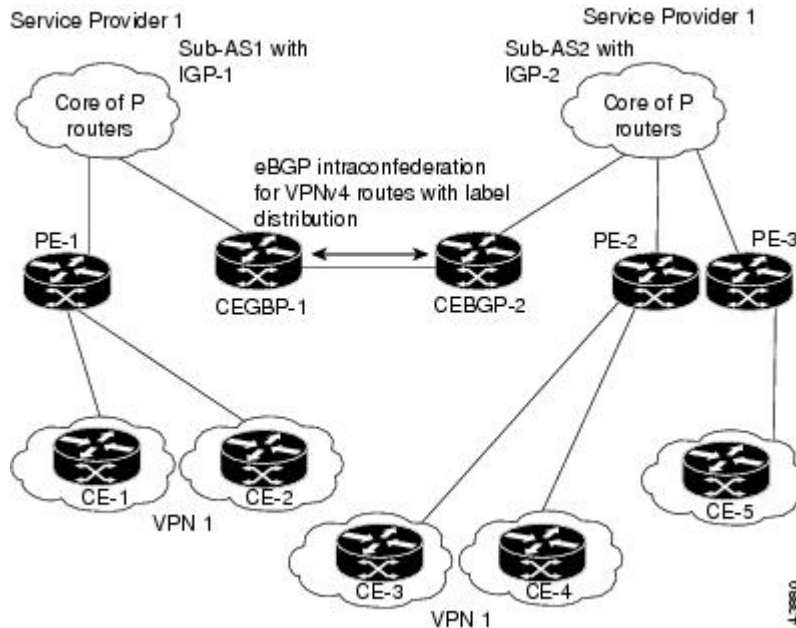 Service Provider 1
Service Provider 1
Sub-AS1 with
IGP-1
Sub-AS2 with
IGP-2
Core of P
routers
Core of P
routers
eBGP intraconfederation
for VPNv4 routes with label
distribution
PE-1
CEGBP-1
CEBGP-2
PE-2
PE-3
CE-1
CE-2
VPN 1
CE-5
CE-3
CE-4
VPN 1